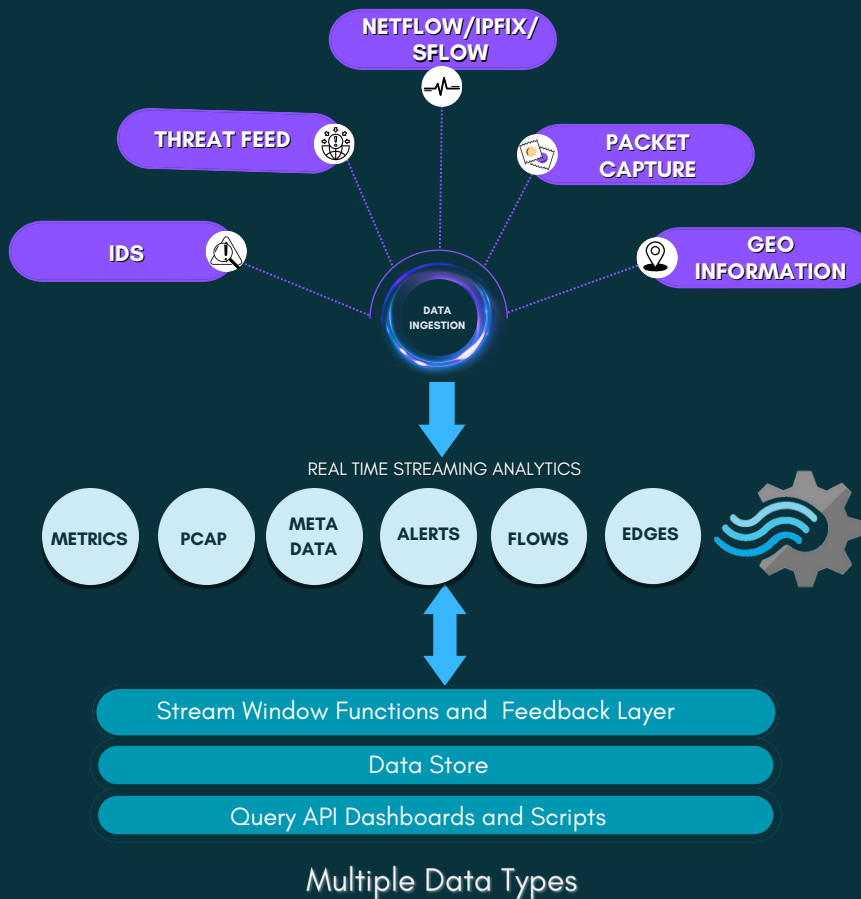 NETFLOW/IPFIX/
SFLOW
THREAT FEED
PACKET
CAPTURE
IDS
GEO
INFORMATION
DATA
INGESTION
REAL TIME STREAMING ANALYTICS
METRICS
PCAP
META
DATA
ALERTS
FLOWS
EDGES
Stream Window Functions and Feedback Layer
Data Store
Query API Dashboards and Scripts
Multiple Data Types